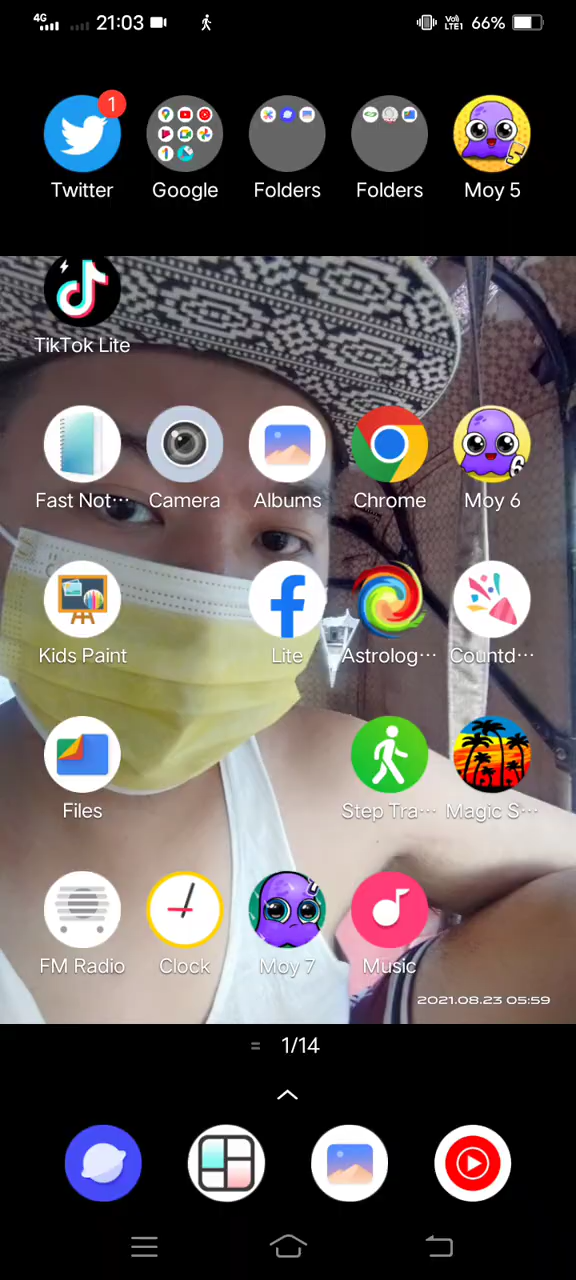 4G 21:03 Vo) LTE1 66%
1
Twitter Google Folders Folders Moy 5
TikTok Lite
Fast Not··· Camera Albums Chrome Moy 6
Kids Paint Lite Astrolog··· Countd···
Files Step Tra··· Magic S···
FM Radio Clock Moy 7 Music
2021.08.23 05:59
1/14